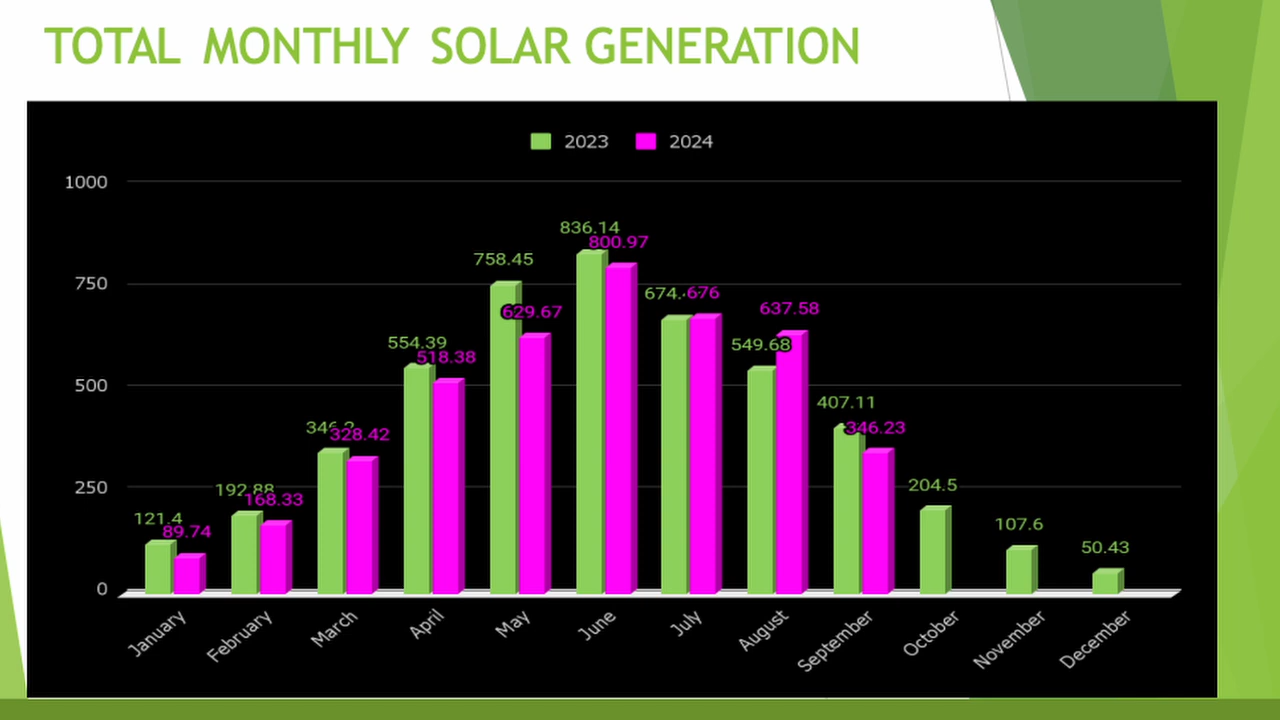 TOTAL MONTHLY SOLAR GENERATION
2023 2024
1000
750
500
250
0
121.4
89.74
192.88
168.33
346.2
328.42
554.39
518.38
758.45
629.67
836.14
800.97
676
549.68
637.58
407.11
346.23
204.5
107.6
50.43
January
February
March
April
May
June
July
August
September
October
November
December